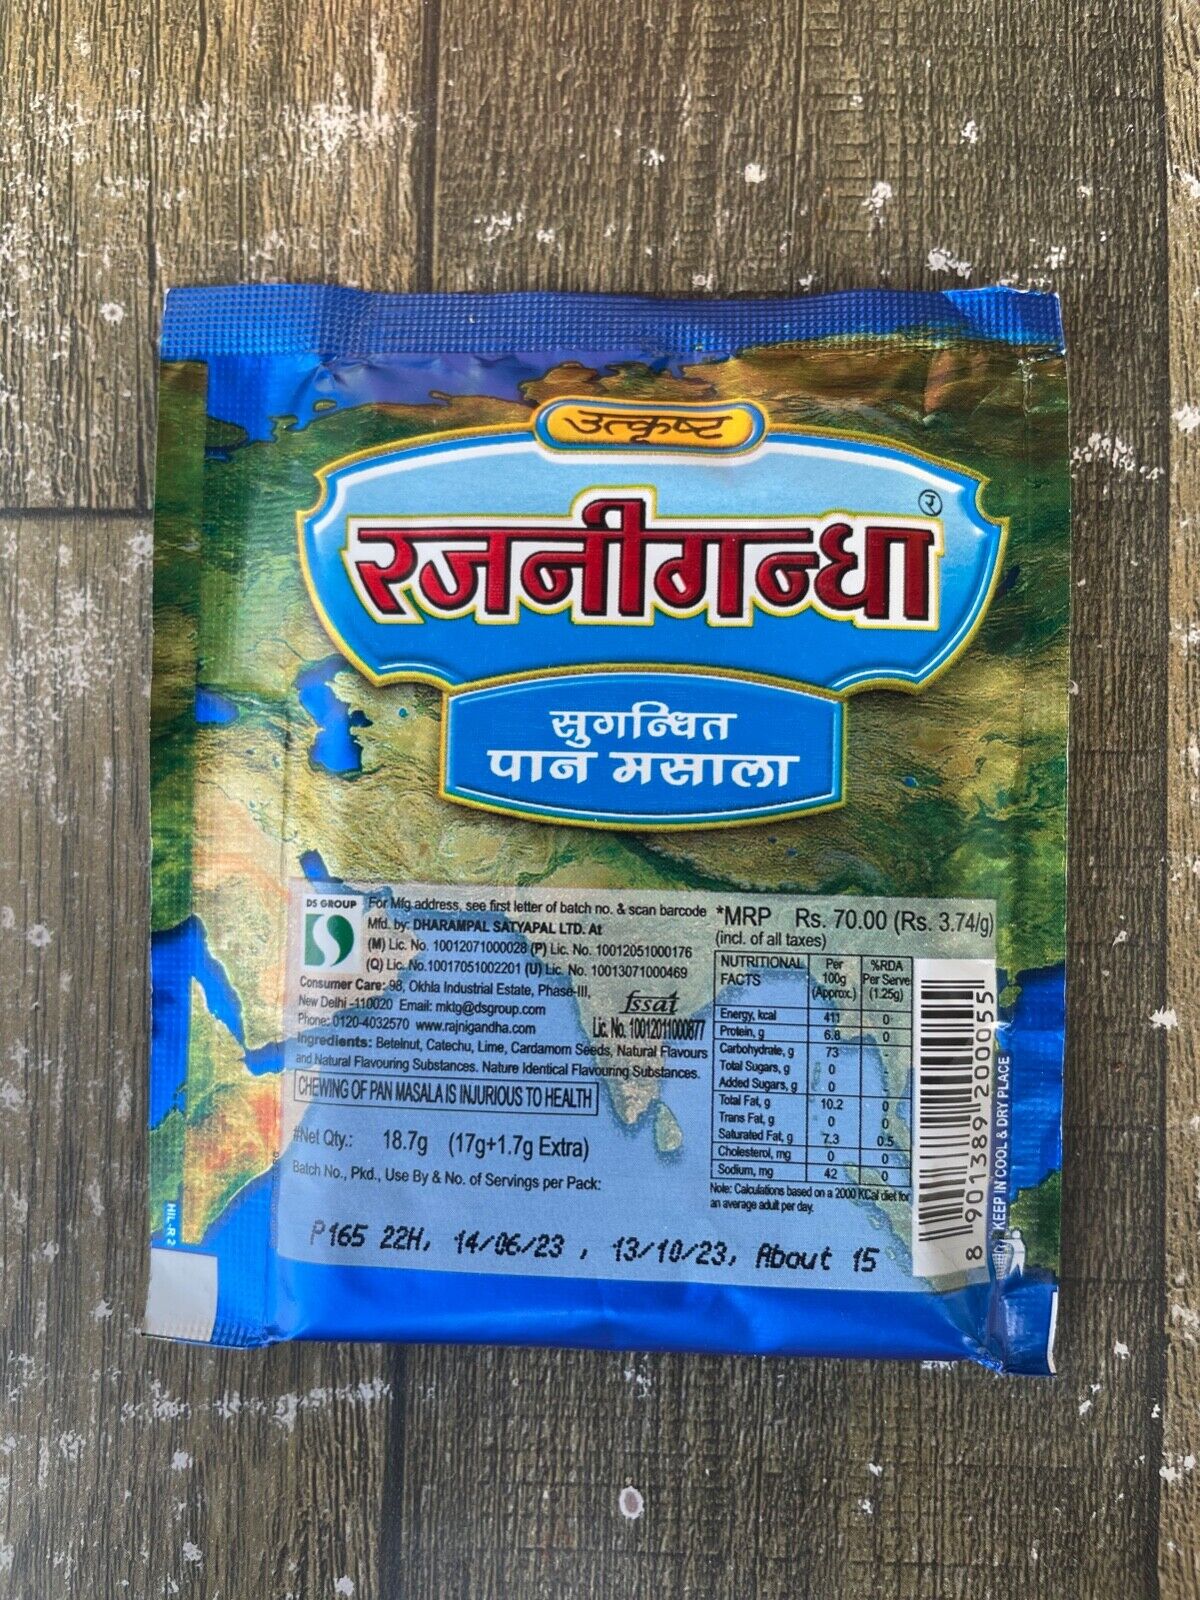 उत्कृष्ट
रजनीगन्धा
र
सुगन्धित
पान मसाला
DS GROUP
For Mfg.address, see first letter of batch no. & scan barcode
Mfd. by: DHARAMPAL SATYAPAL LTD. At
(M) Lic. No. 10012071000028 (P) Lic. No. 10012051000176
(Q) Lic. No.10017051002201 (U) Lic. No. 10013071000469
Consumer Care: 98, Okhla Industrial Estate, Phase-III,
New Delhi -110020 Email: mktg@dsgroup.com
Phone: 0120-4032570 www.rajnigandha.com
fssai
Lic. No. 10012011000877
Ingredients: Betelnut, Catechu, Lime, Cardamom Seeds, Natural Flavours
and Natural Flavouring Substances. Nature Identical Flavouring Substances.
CHEWING OF PAN MASALA IS INJURIOUS TO HEALTH
#Net Qty.: 18.7g (17g+1.7g Extra)
Batch No., Pkd., Use By & No. of Servings per Pack:
P165 22H, 14/06/23 , 13/10/23, About 15
*MRP Rs. 70.00 (Rs. 3.74/g)
(incl. of all taxes)
NUTRITIONAL FACTS Per 100g (Approx.) %RDA Per Serve (1.25g)
Energy, kcal 411 0
Protein, g 6.8 0
Carbohydrate, g 73 -
Total Sugars, g 0 -
Added Sugars, g 0 -
Total Fat, g 10.2 0
Trans Fat, g 0 0
Saturated Fat, g 7.3 0.5
Cholesterol, mg 0 0
Sodium, mg 42 0
Note: Calculations based on a 2000 KCal diet for
an average adult per day.
8 901389 200055
KEEP IN COOL & DRY PLACE
HIL-R 2